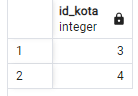 id_kota
integer
1 3
2 4